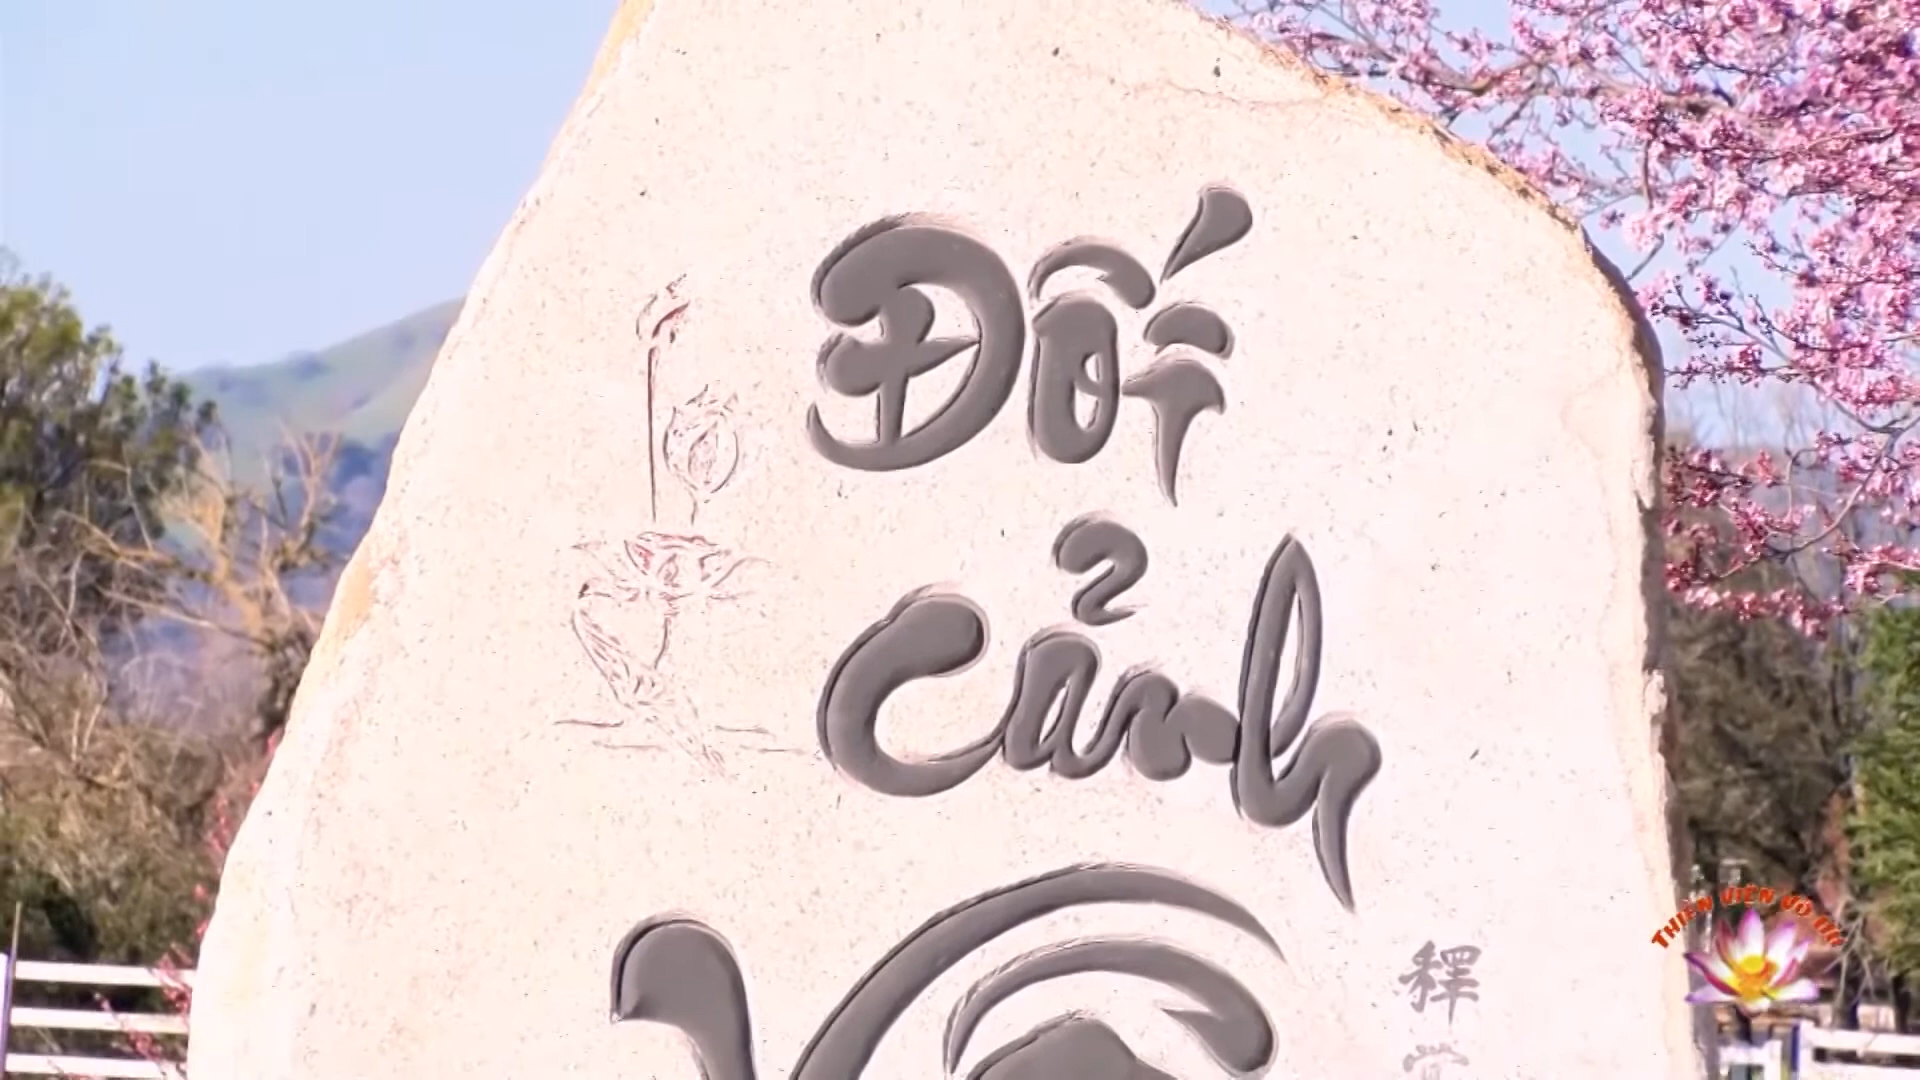 Đối
Cảnh
釋
THIỀN VIỆN VÔ